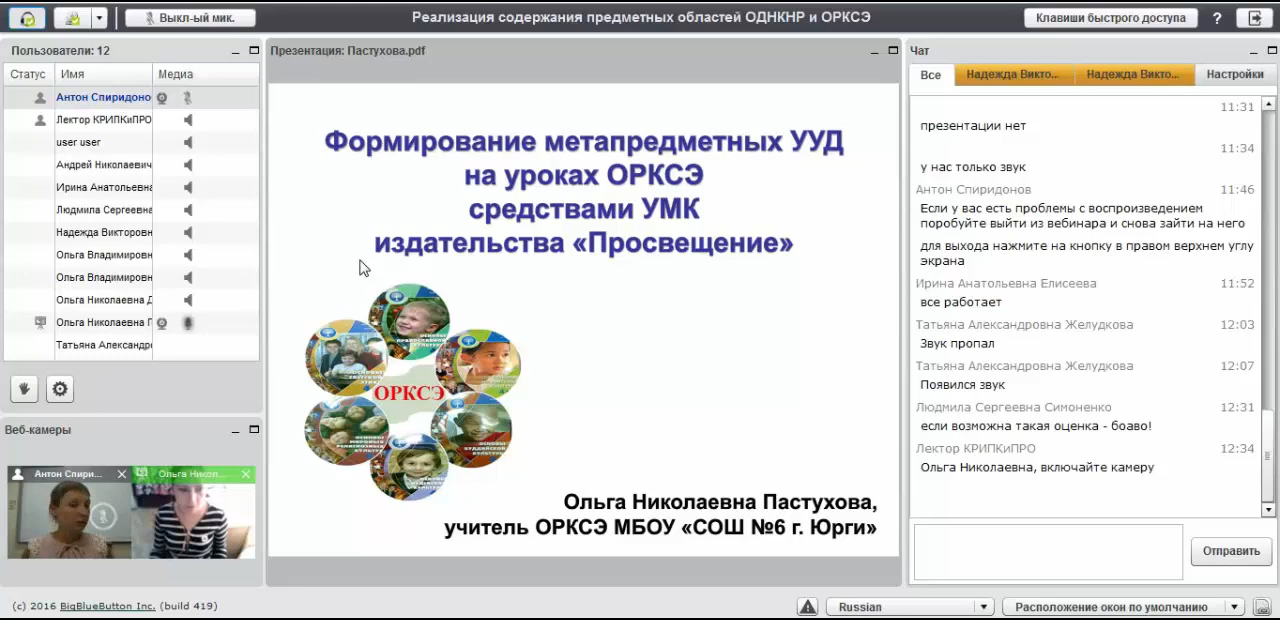 Выкл-ый мик.
Реализация содержания предметных областей ОДНКНР и ОРКСЭ
Клавиши быстрого доступа
?
Пользователи: 12
Статус Имя Медиа
Антон Спиридоно
Лектор КРИПКиПРО
user user
Андрей Николаевич
Ирина Анатольевна
Людмила Сергеевна
Надежда Викторовн
Ольга Владимировн
Ольга Владимировн
Ольга Николаевна Д
Ольга Николаевна П
Татьяна Александро
Веб-камеры
Антон Спири...
Ольга Никол...
Презентация: Пастухова.pdf
Формирование метапредметных УУД
на уроках ОРКСЭ
средствами УМК
издательства «Просвещение»
ОРКСЭ
Ольга Николаевна Пастухова,
учитель ОРКСЭ МБОУ «СОШ №6 г. Юрги»
Чат
Все Надежда Викто... Надежда Викто... Настройки
11:31
презентации нет
11:34
у нас только звук
Антон Спиридонов 11:46
Если у вас есть проблемы с воспроизведением
поробуйте выйти из вебинара и снова зайти на него
для выхода нажмите на кнопку в правом верхнем углу
экрана
Ирина Анатольевна Елисеева 11:52
все работает
Татьяна Александровна Желудкова 12:03
Звук пропал
Татьяна Александровна Желудкова 12:07
Появился звук
Людмила Сергеевна Симоненко 12:31
если возможна такая оценка - боаво!
Лектор КРИПКиПРО 12:34
Ольга Николаевна, включайте камеру
Отправить
(c) 2016 BigBlueButton Inc. (build 419)
Russian
Расположение окон по умолчанию